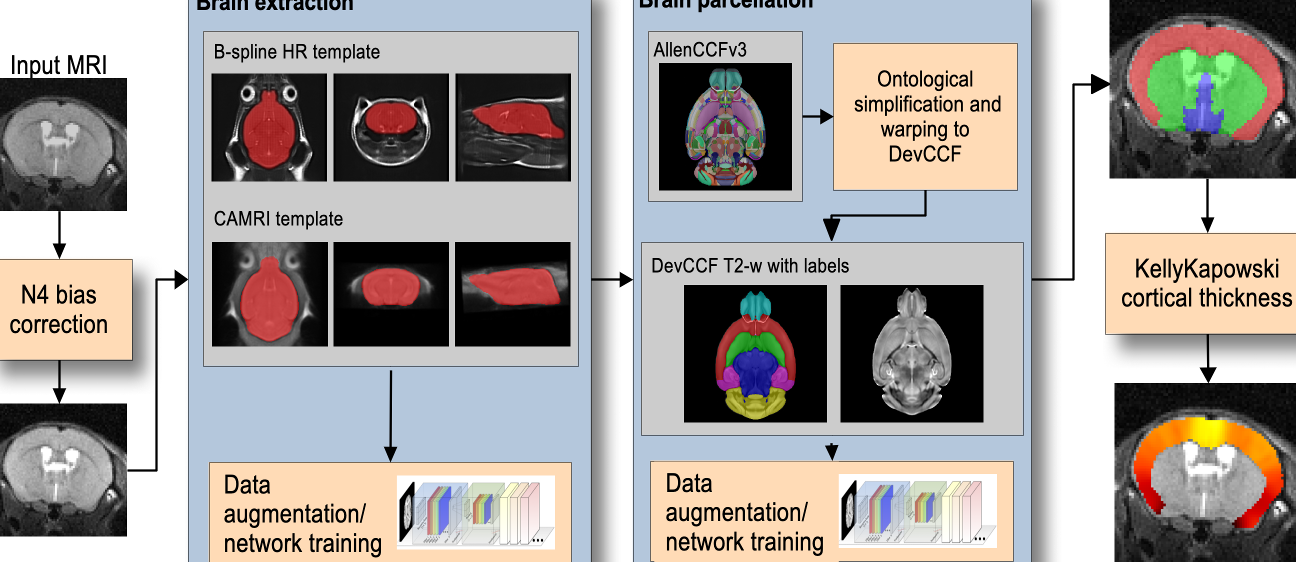 Brain extraction
Brain parcellation
Input MRI
B-spline HR template
CAMRI template
N4 bias
correction
Data
augmentation/
network training
...
AllenCCFv3
Ontological
simplification and
warping to
DevCCF
DevCCF T2-w with labels
Data
augmentation/
network training
...
KellyKapowski
cortical thickness